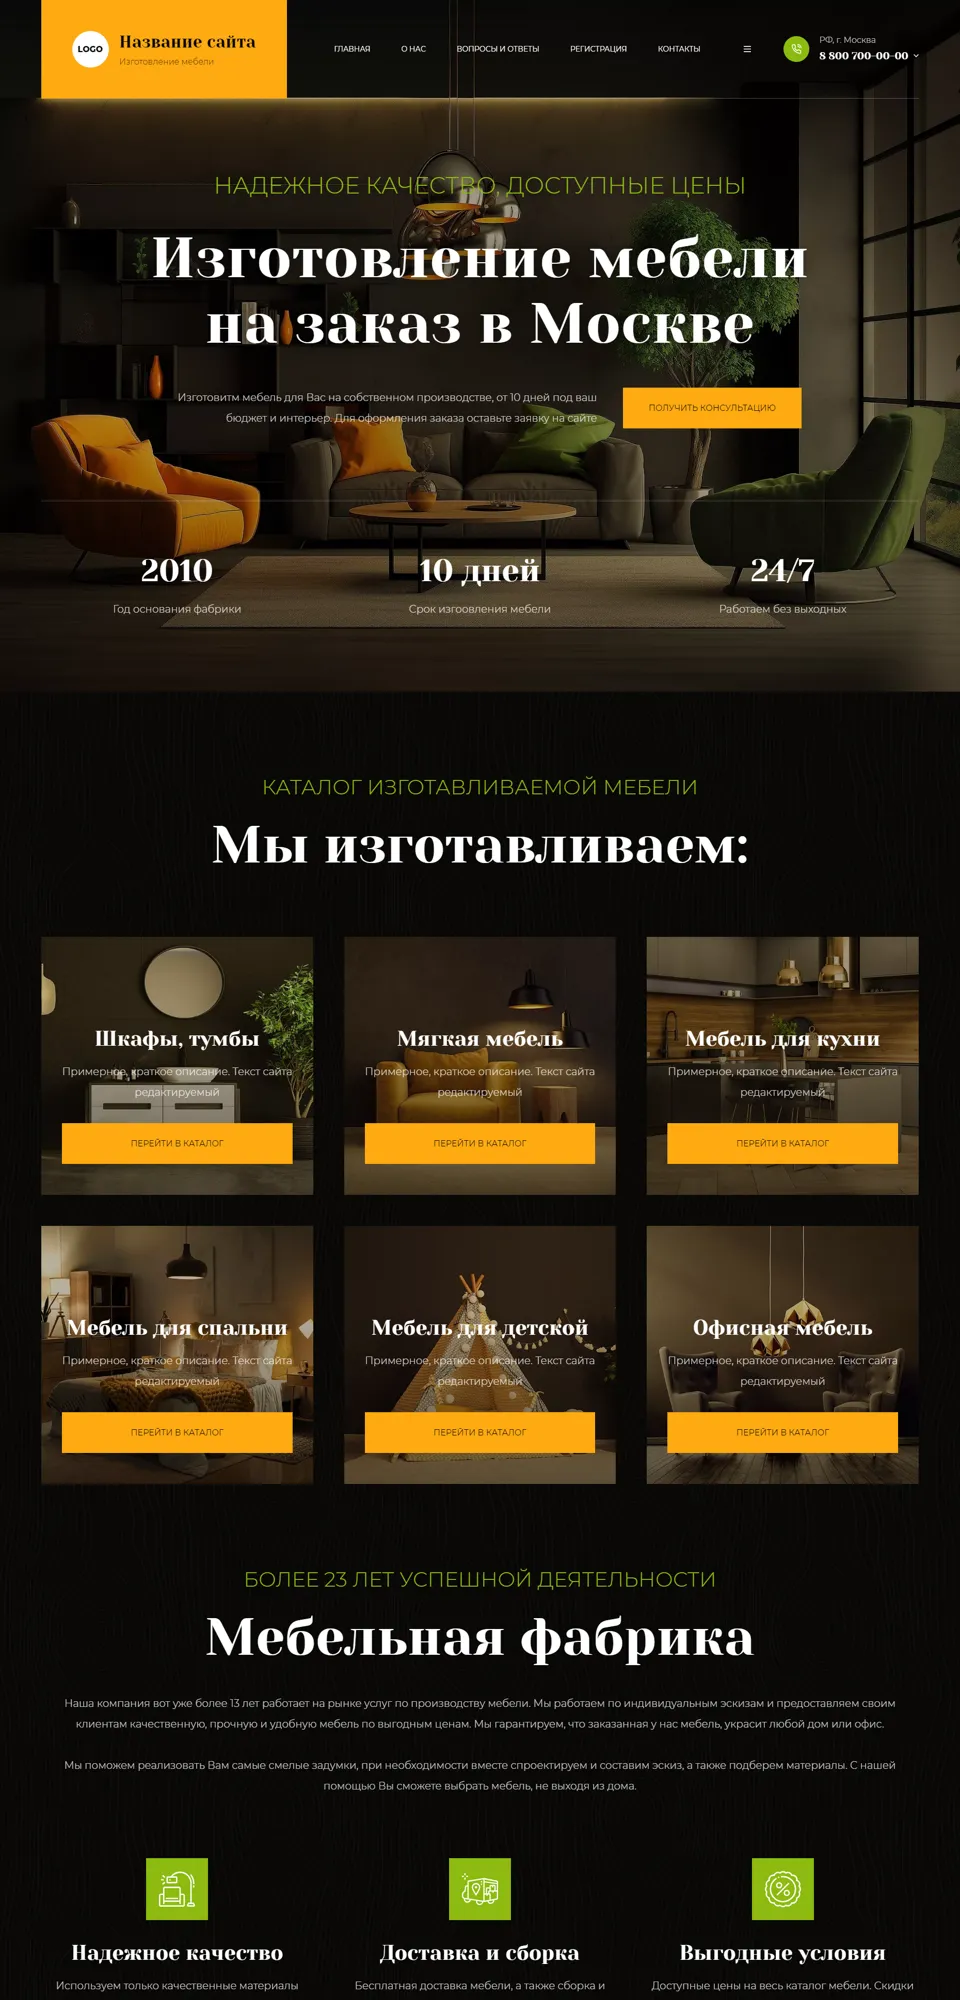 LOGO
Название сайта
Изготовление мебели
ГЛАВНАЯ
О НАС
ВОПРОСЫ И ОТВЕТЫ
РЕГИСТРАЦИЯ
КОНТАКТЫ
РФ, г. Москва
8 800 700-00-00
НАДЕЖНОЕ КАЧЕСТВО, ДОСТУПНЫЕ ЦЕНЫ
Изготовление мебели
на заказ в Москве
Изготовитм мебель для Вас на собственном производстве, от 10 дней под ваш
бюджет и интерьер. Для оформления заказа оставьте заявку на сайте
ПОЛУЧИТЬ КОНСУЛЬТАЦИЮ
2010
Год основания фабрики
10 дней
Срок изгоовления мебели
24/7
Работаем без выходных
КАТАЛОГ ИЗГОТАВЛИВАЕМОЙ МЕБЕЛИ
Мы изготавливаем:
Шкафы, тумбы
Примерное, краткое описание. Текст сайта
редактируемый
ПЕРЕЙТИ В КАТАЛОГ
Мягкая мебель
Примерное, краткое описание. Текст сайта
редактируемый
ПЕРЕЙТИ В КАТАЛОГ
Мебель для кухни
Примерное, краткое описание. Текст сайта
редактируемый
ПЕРЕЙТИ В КАТАЛОГ
Мебель для спальни
Примерное, краткое описание. Текст сайта
редактируемый
ПЕРЕЙТИ В КАТАЛОГ
Мебель для детской
Примерное, краткое описание. Текст сайта
редактируемый
ПЕРЕЙТИ В КАТАЛОГ
Офисная мебель
Примерное, краткое описание. Текст сайта
редактируемый
ПЕРЕЙТИ В КАТАЛОГ
БОЛЕЕ 23 ЛЕТ УСПЕШНОЙ ДЕЯТЕЛЬНОСТИ
Мебельная фабрика
Наша компания вот уже более 13 лет работает на рынке услуг по производству мебели. Мы работаем по индивидуальным эскизам и предоставляем своим
клиентам качественную, прочную и удобную мебель по выгодным ценам. Мы гарантируем, что заказанная у нас мебель, украсит любой дом или офис.
Мы поможем реализовать Вам самые смелые задумки, при необходимости вместе спроектируем и составим эскиз, а также подберем материалы. С нашей
помощью Вы сможете выбрать мебель, не выходя из дома.
Надежное качество
Используем только качественные материалы
Доставка и сборка
Бесплатная доставка мебели, а также сборка и
Выгодные условия
Доступные цены на весь каталог мебели. Скидки